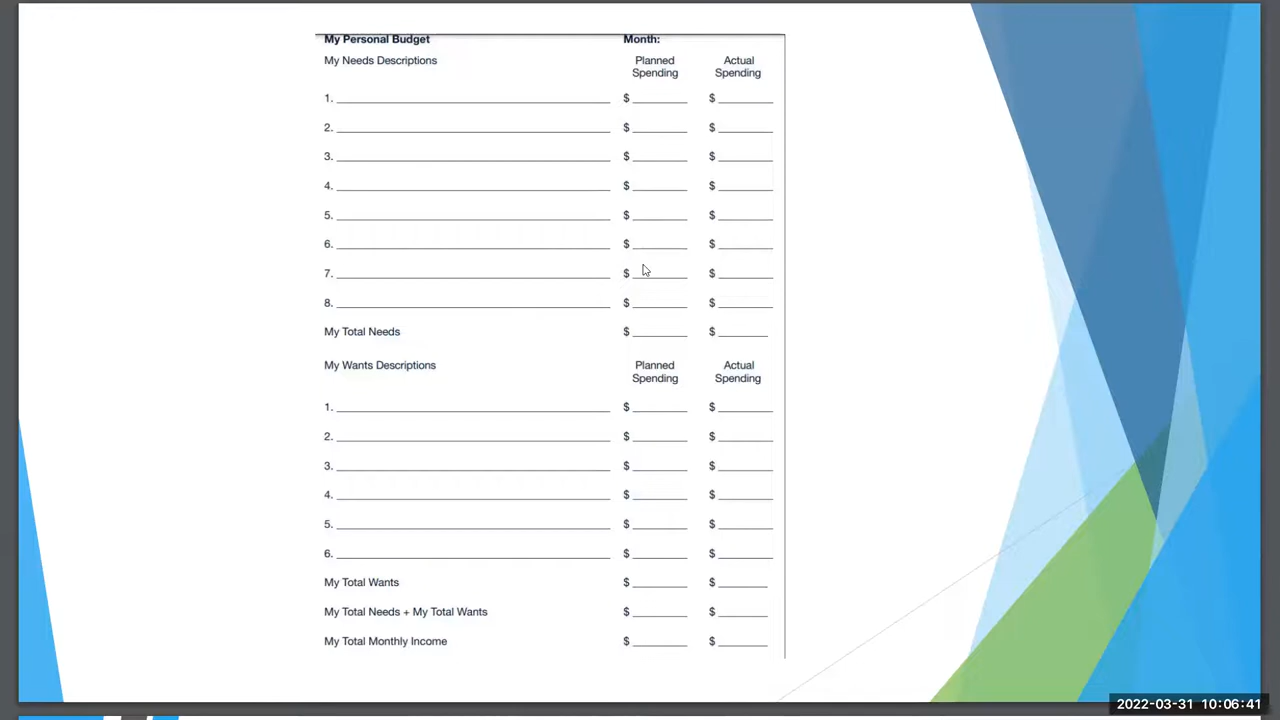 My Personal Budget Month:
My Needs Descriptions Planned Spending Actual Spending
1. $ $
2. $ $
3. $ $
4. $ $
5. $ $
6. $ $
7. $ $
8. $ $
My Total Needs $ $
My Wants Descriptions Planned Spending Actual Spending
1. $ $
2. $ $
3. $ $
4. $ $
5. $ $
6. $ $
My Total Wants $ $
My Total Needs + My Total Wants $ $
My Total Monthly Income $ $
2022-03-31 10:06:41